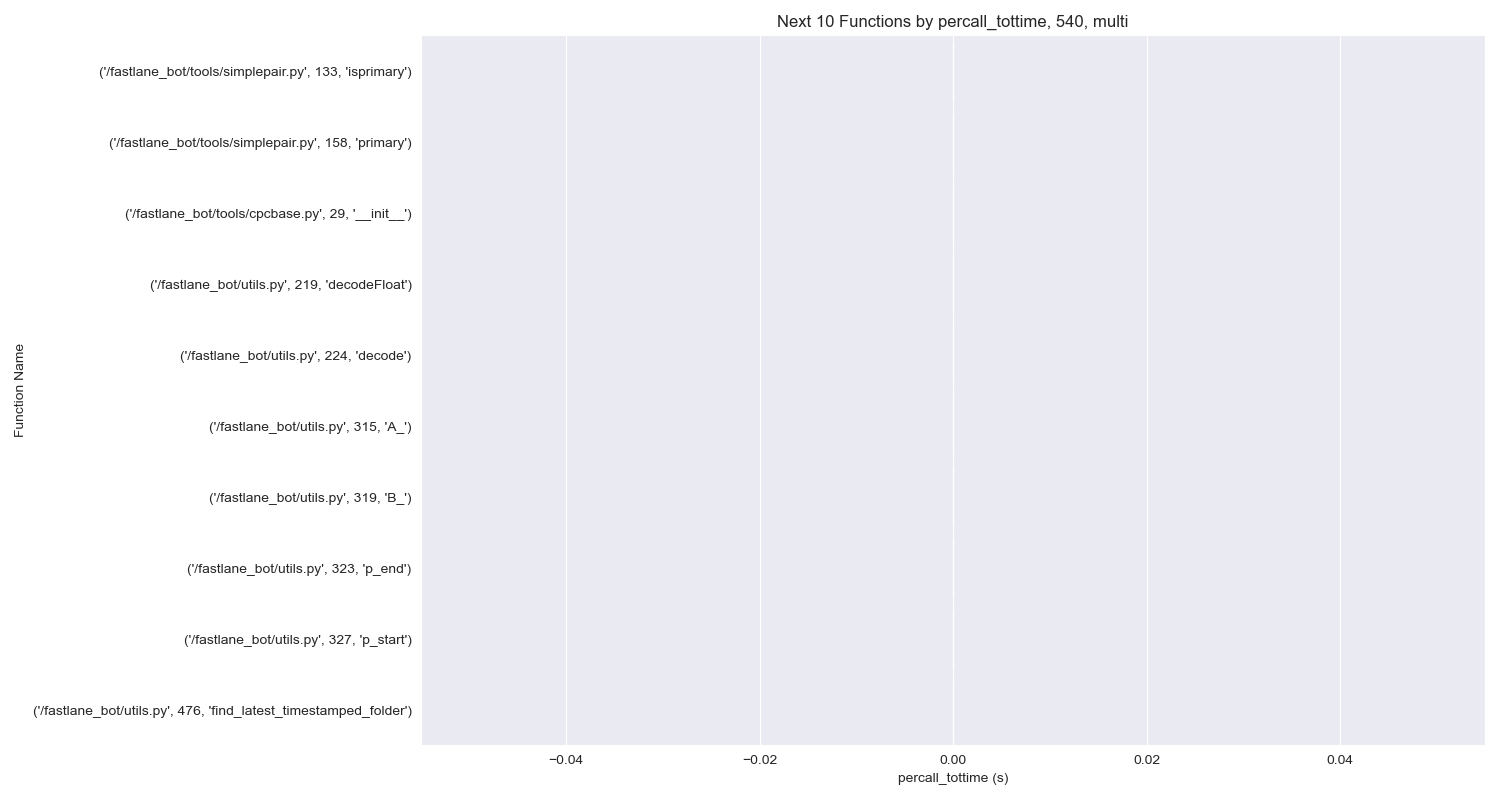 Next 10 Functions by percall_tottime, 540, multi
('/fastlane_bot/tools/simplepair.py', 133, 'isprimary')
('/fastlane_bot/tools/simplepair.py', 158, 'primary')
('/fastlane_bot/tools/cpcbase.py', 29, '__init__')
('/fastlane_bot/utils.py', 219, 'decodeFloat')
('/fastlane_bot/utils.py', 224, 'decode')
('/fastlane_bot/utils.py', 315, 'A_')
('/fastlane_bot/utils.py', 319, 'B_')
('/fastlane_bot/utils.py', 323, 'p_end')
('/fastlane_bot/utils.py', 327, 'p_start')
('/fastlane_bot/utils.py', 476, 'find_latest_timestamped_folder')
Function Name
−0.04 −0.02 0.00 0.02 0.04
percall_tottime (s)